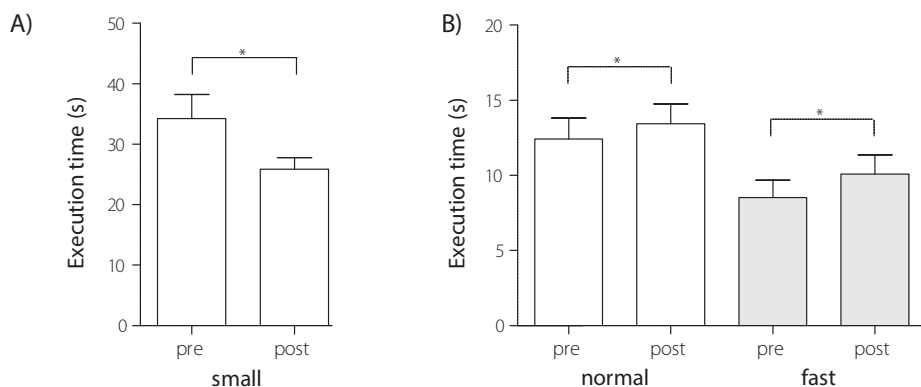 A)
Execution time (s)
50
40
30
20
10
0
*
pre post
small
B)
Execution time (s)
20
15
10
5
0
*
*
pre post pre post
normal fast